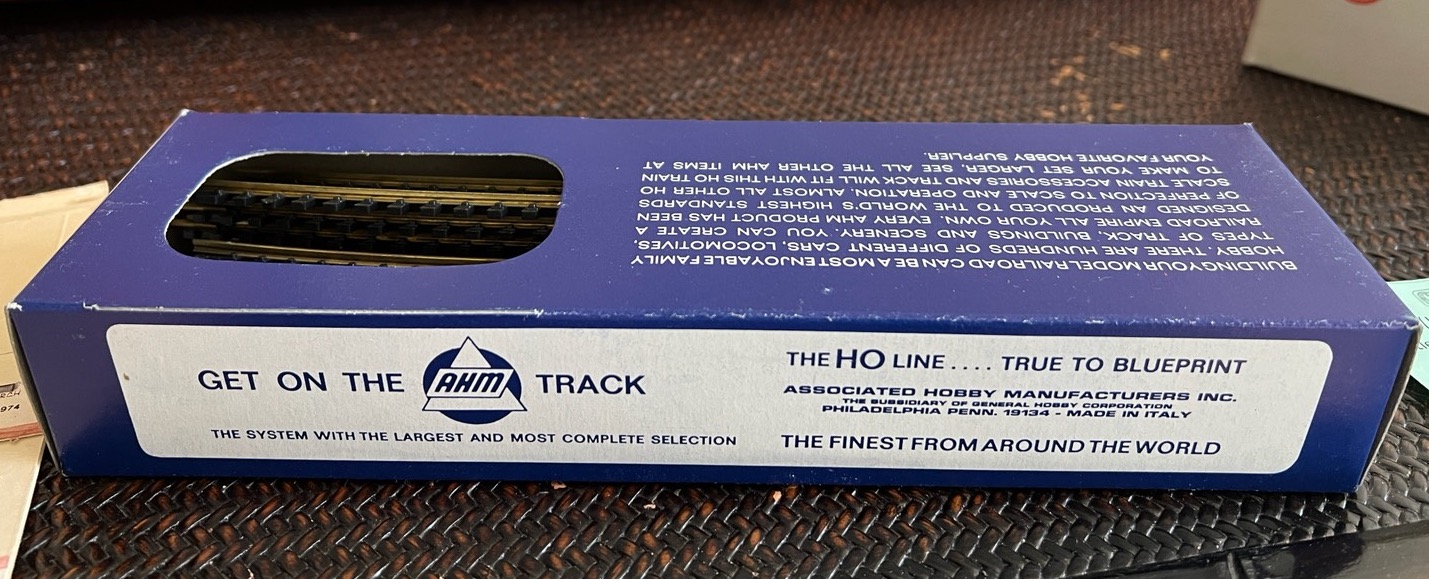 BUILDING YOUR MODEL RAILROAD CAN BE A MOST ENJOYABLE FAMILY
HOBBY. THERE ARE HUNDREDS OF DIFFERENT CARS, LOCOMOTIVES,
TYPES OF TRACK, BUILDINGS AND SCENERY. YOU CAN CREATE A
RAILROAD EMPIRE ALL YOUR OWN. EVERY AHM PRODUCT HAS BEEN
DESIGNED AN PRODUCED TO THE WORLD'S HIGHEST STANDARDS
OF PERFECTION TO SCALE AND OPERATION. ALMOST ALL OTHER HO
SCALE TRAIN ACCESSORIES AND TRACK WILL FIT WITH THIS HO TRAIN
TO MAKE YOUR SET LARGER. SEE ALL THE OTHER AHM ITEMS AT
YOUR FAVORITE HOBBY SUPPLIER.
GET ON THE AHM TRACK
THE SYSTEM WITH THE LARGEST AND MOST COMPLETE SELECTION
THE HO LINE .... TRUE TO BLUEPRINT
ASSOCIATED HOBBY MANUFACTURERS INC.
THE SUBSIDIARY OF GENERAL HOBBY CORPORATION
PHILADELPHIA PENN. 19134 - MADE IN ITALY
THE FINEST FROM AROUND THE WORLD
974